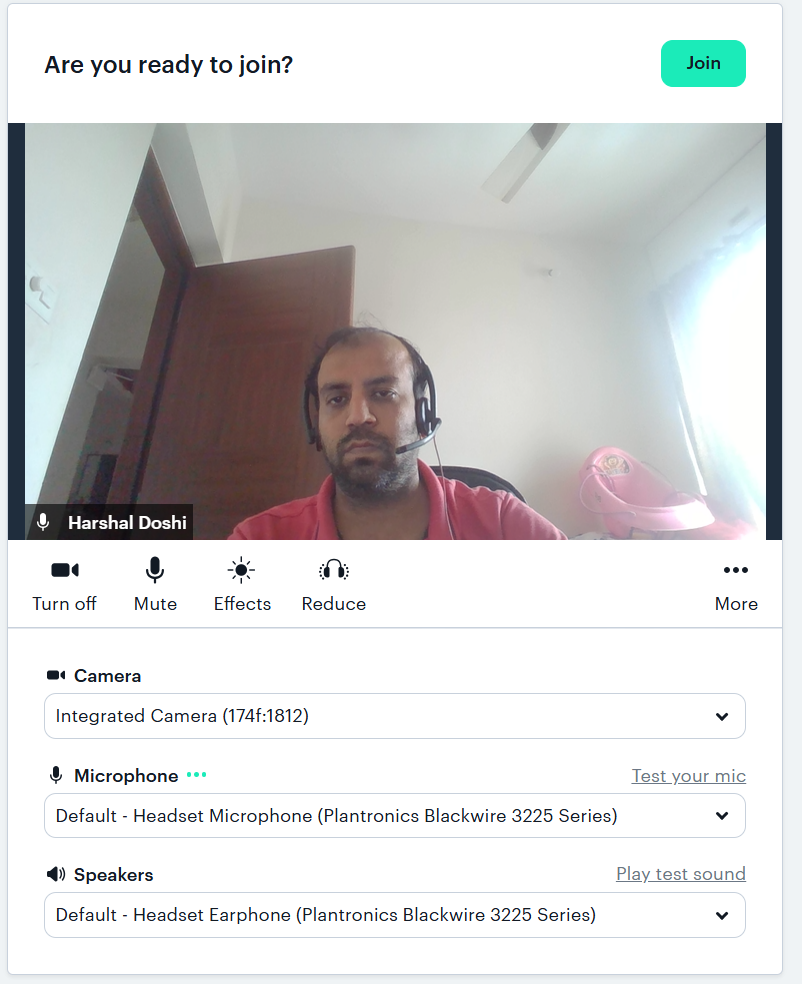 Are you ready to join?
Join
Harshal Doshi
Turn off
Mute
Effects
Reduce
More
Camera
Integrated Camera (174f:1812)
Microphone
Test your mic
Default - Headset Microphone (Plantronics Blackwire 3225 Series)
Speakers
Play test sound
Default - Headset Earphone (Plantronics Blackwire 3225 Series)